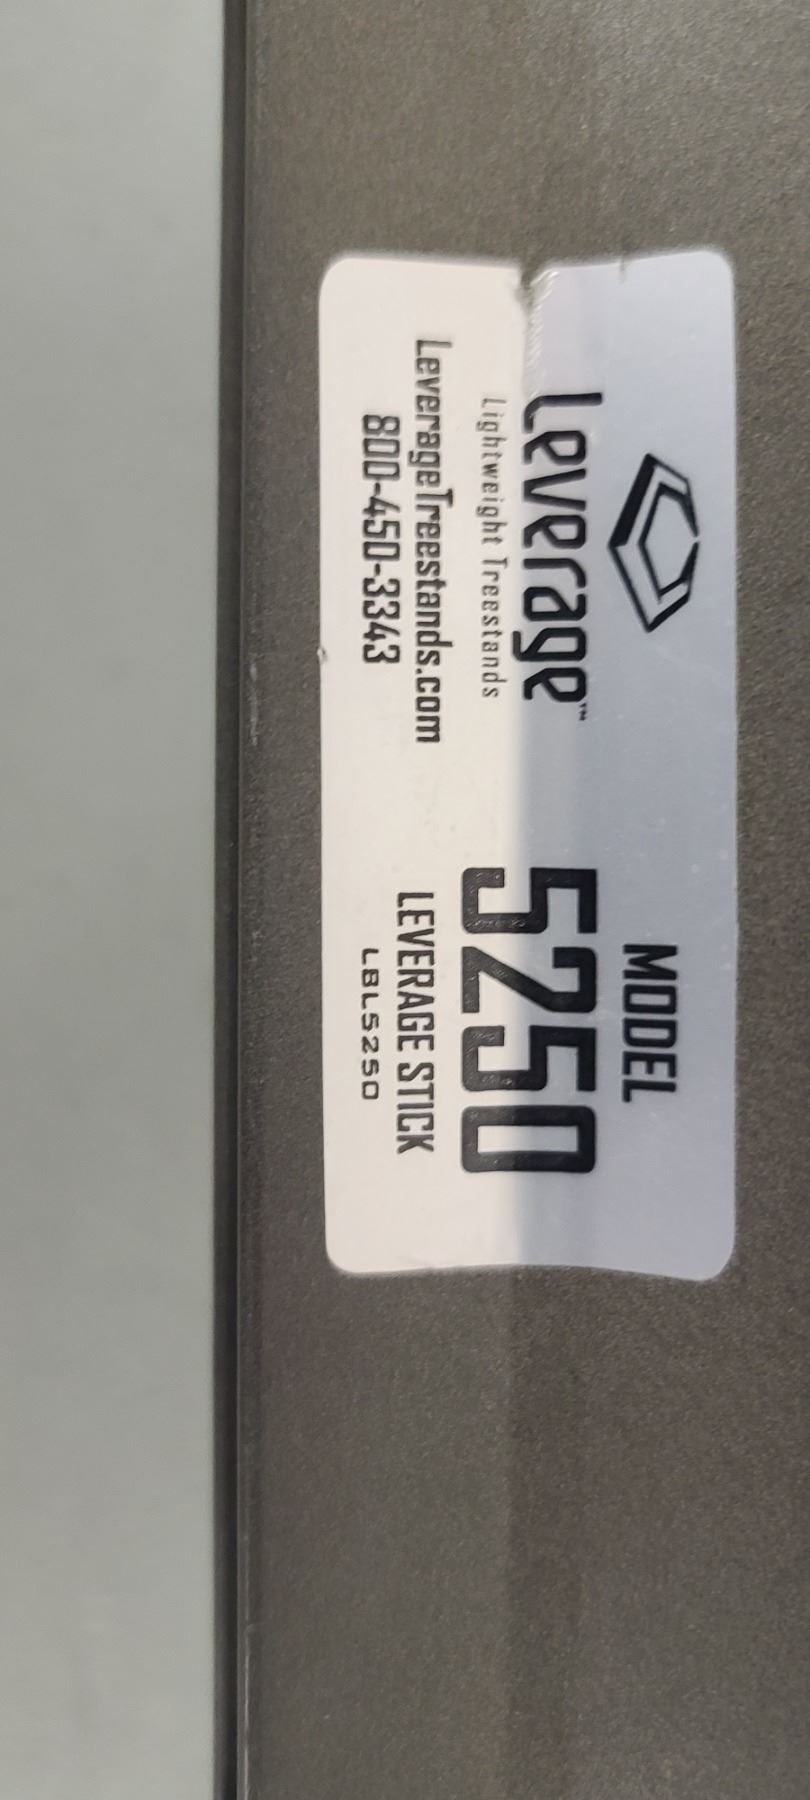 Leverage™
Lightweight Treestands
LeverageTreestands.com
800-450-3343
MODEL
5250
LEVERAGE STICK
LBL5250